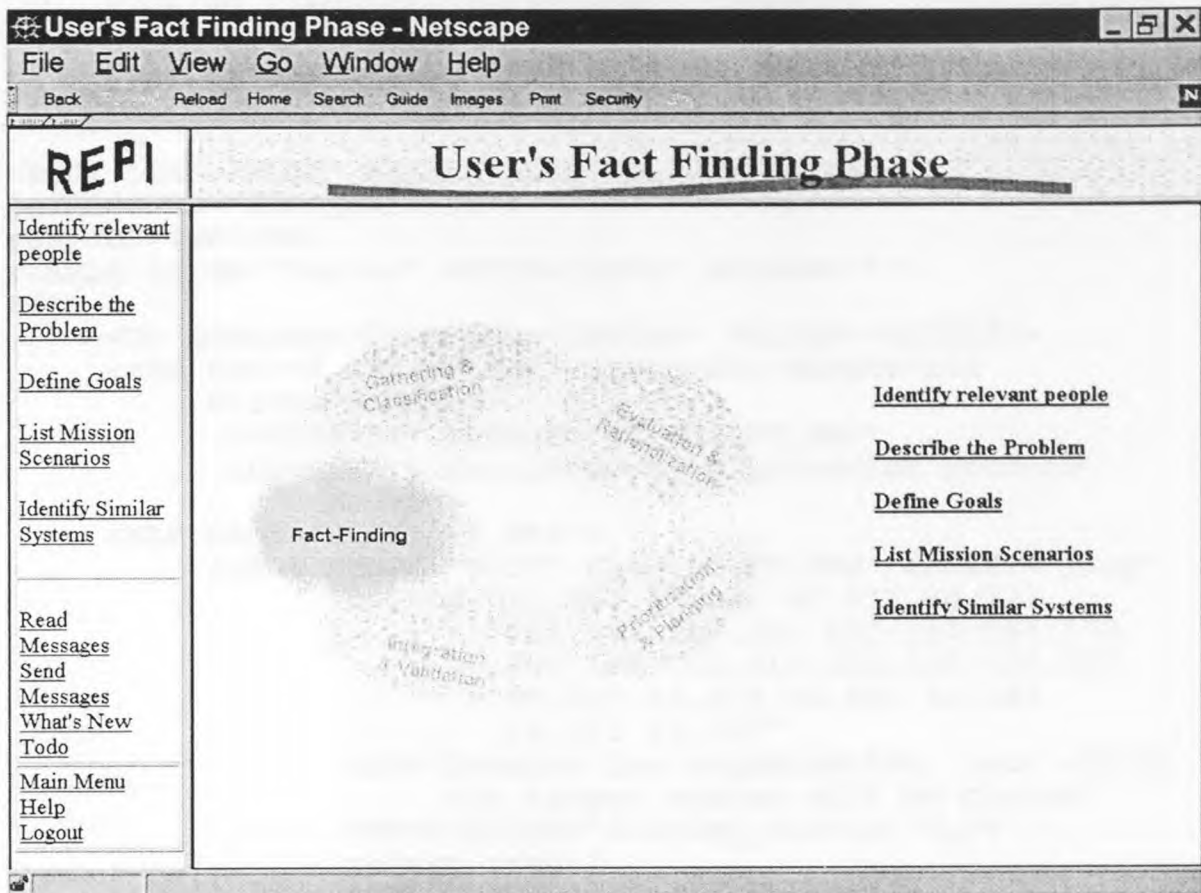 User's Fact Finding Phase - Netscape
File Edit View Go Window Help
Back Reload Home Search Guide Images Print Security
N
REPI
User's Fact Finding Phase
Identify relevant
people
Describe the
Problem
Define Goals
List Mission
Scenarios
Identify Similar
Systems
Read
Messages
Send
Messages
What's New
Todo
Main Menu
Help
Logout
Gathering &
Classification
Evaluation &
Rationalization
Fact-Finding
Prioritisation
& Planning
Integration
& Validation
Identify relevant people
Describe the Problem
Define Goals
List Mission Scenarios
Identify Similar Systems